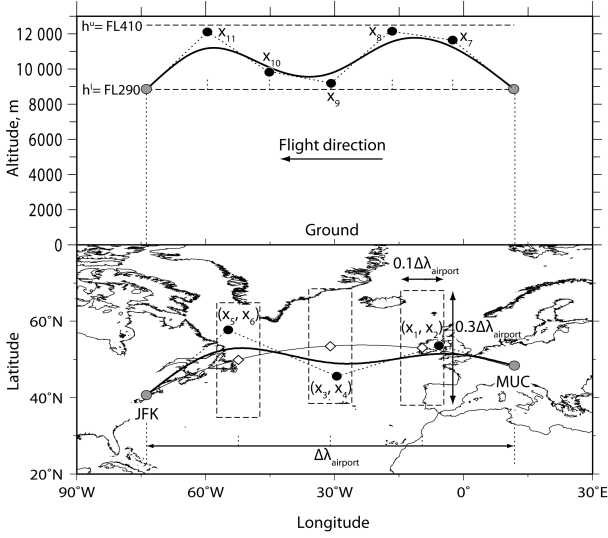 hᵘ= FL410
12 000
x₁₁
x₈
x₇
x₁₀
10 000
x₉
hˡ= FL290
8000
Altitude, m
6000
Flight direction
4000
2000
Ground
0
0.1Δλairport
60˚N
(x₅, x₆)
(x₁, x₂)
0.3Δλairport
Latitude
(x₃, x₄)
MUC
40˚N
JFK
Δλairport
20˚N
90˚W 60˚W 30˚W 0˚ 30˚E
Longitude